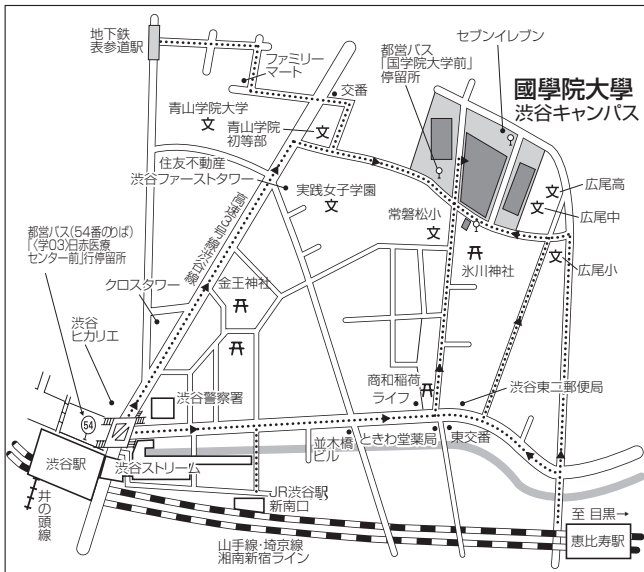 地下鉄
表参道駅
ファミリー
マート
交番
都営バス
「国学院大学前」
停留所
セブンイレブン
國學院大學
渋谷キャンパス
青山学院大学
文
青山学院
初等部
文
住友不動産
渋谷ファーストタワー
実践女子学園
文
常磐松小
文
文
広尾高
文
広尾中
文
広尾小
氷川神社
高速3号線渋谷線
都営バス(54番のりば)
「(学03)日赤医療
センター前」行停留所
クロスタワー
金王神社
渋谷
ヒカリエ
商和稲荷
ライフ
渋谷東二郵便局
渋谷警察署
54
渋谷駅
渋谷ストリーム
並木橋
ビル
ときわ堂薬局
東交番
井の頭線
JR渋谷駅
新南口
山手線・埼京線
湘南新宿ライン
至 目黒→
恵比寿駅